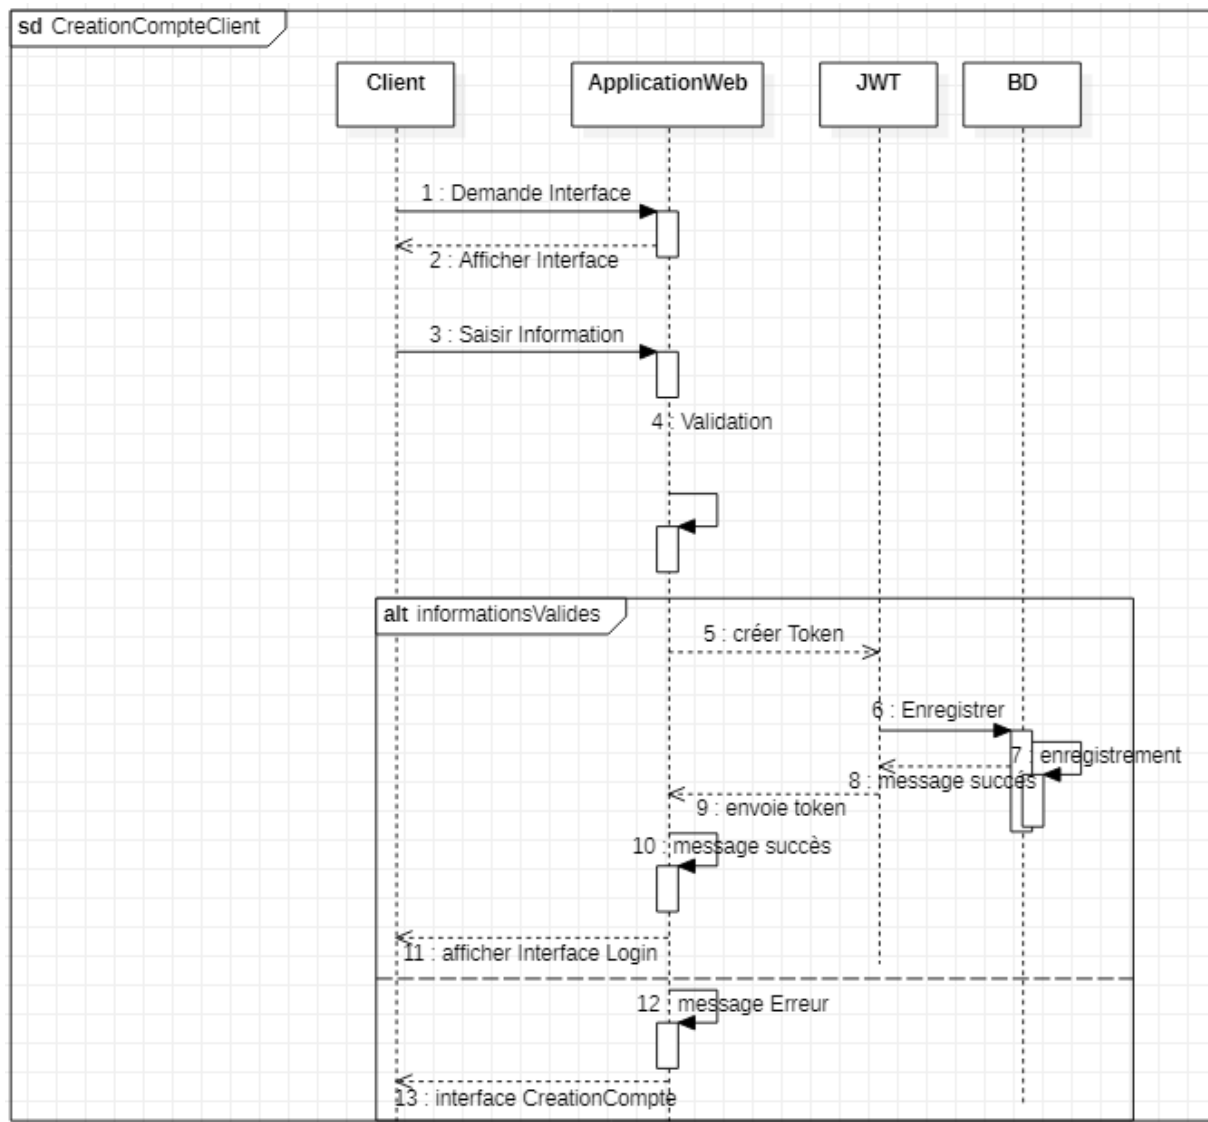 sd CreationCompteClient
Client
ApplicationWeb
JWT
BD
1 : Demande Interface
2 : Afficher Interface
3 : Saisir Information
4 : Validation
alt informationsValides
5 : créer Token
6 : Enregistrer
7 : enregistrement
8 : message succès
9 : envoie token
10 : message succès
11 : afficher Interface Login
12 : message Erreur
13 : interface CreationCompte